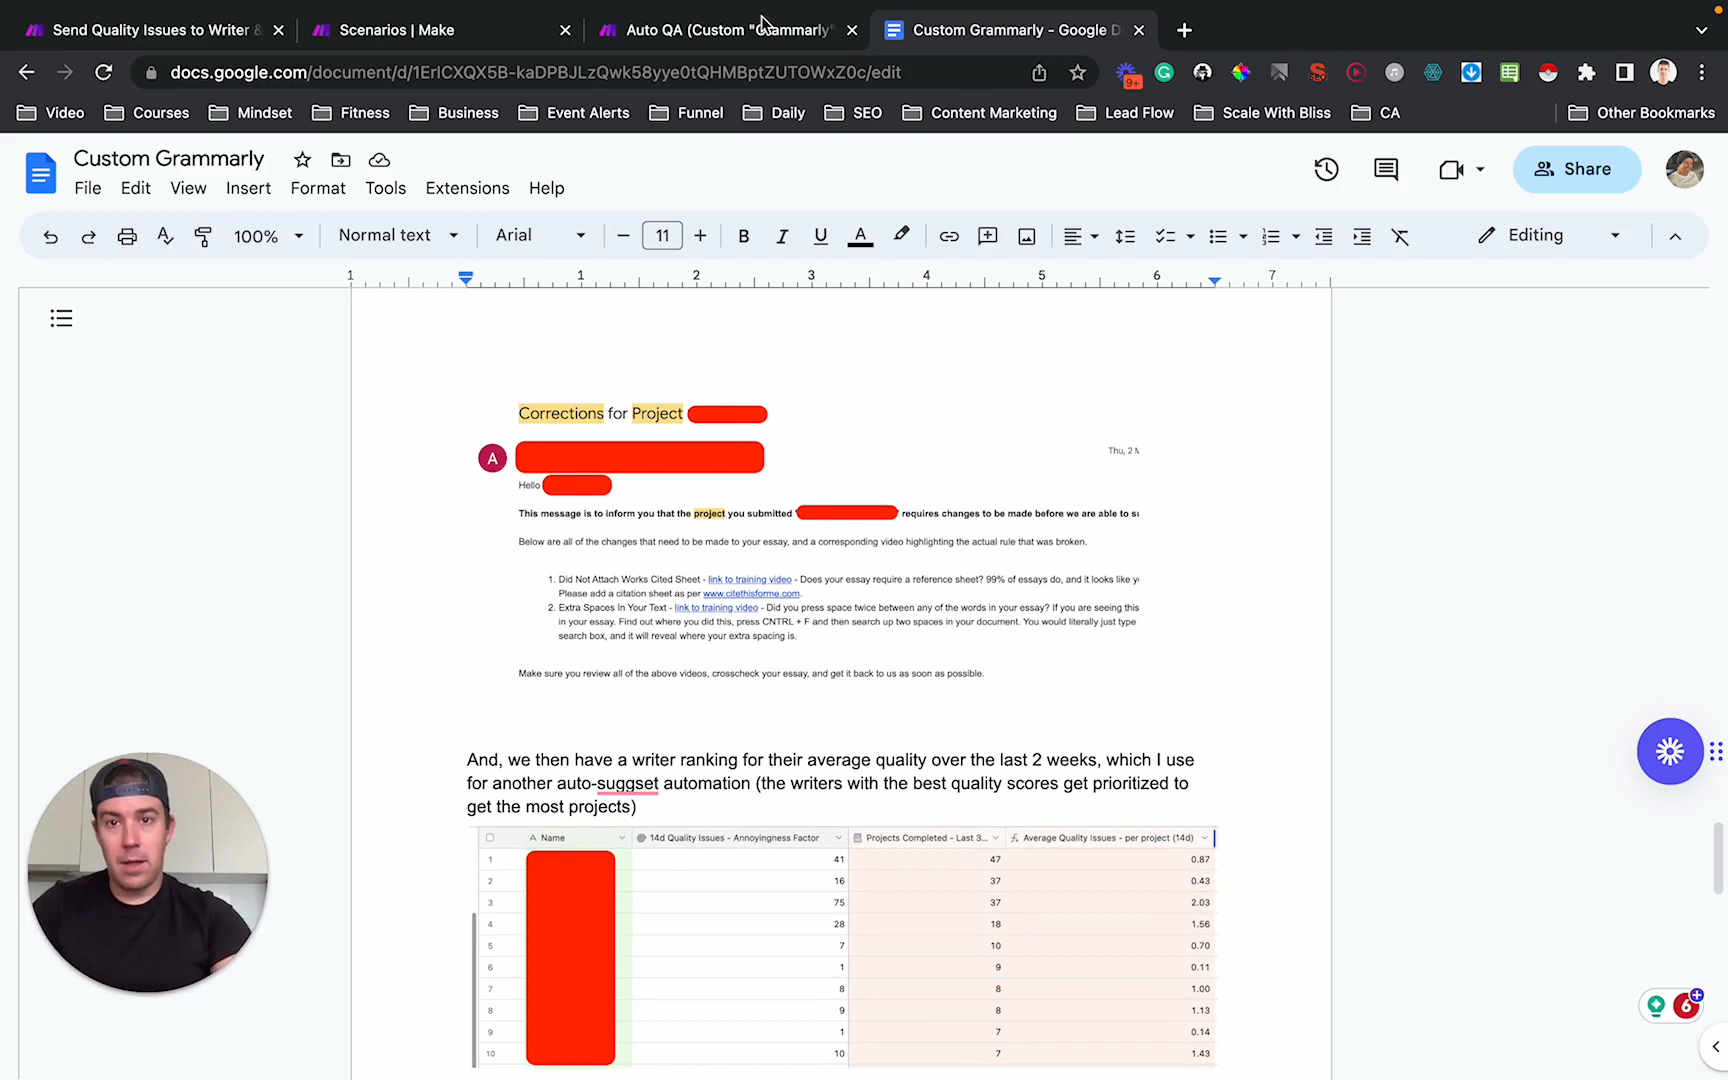 Send Quality Issues to Writer &
Scenarios | Make
Auto QA (Custom "Grammarly"
Custom Grammarly - Google D
docs.google.com/document/d/1ErICXQX5B-kaDPBJLzQwk58yye0tQHMBptZUTOWxZ0c/edit
9+
Video
Courses
Mindset
Fitness
Business
Event Alerts
Funnel
Daily
SEO
Content Marketing
Lead Flow
Scale With Bliss
CA
Other Bookmarks
Custom Grammarly
File Edit View Insert Format Tools Extensions Help
Share
100% Normal text Arial 11 B I U A Editing
1 1 2 3 4 5 6 7
Corrections for Project
A
Thu, 2 M
Hello
This message is to inform you that the project you submitted ' ' requires changes to be made before we are able to su
Below are all of the changes that need to be made to your essay, and a corresponding video highlighting the actual rule that was broken.
1. Did Not Attach Works Cited Sheet - link to training video - Does your essay require a reference sheet? 99% of essays do, and it looks like yo
Please add a citation sheet as per www.citethisforme.com.
2. Extra Spaces In Your Text - link to training video - Did you press space twice between any of the words in your essay? If you are seeing this
in your essay. Find out where you did this, press CNTRL + F and then search up two spaces in your document. You would literally just type
search box, and it will reveal where your extra spacing is.
Make sure you review all of the above videos, crosscheck your essay, and get it back to us as soon as possible.
And, we then have a writer ranking for their average quality over the last 2 weeks, which I use
for another auto-suggset automation (the writers with the best quality scores get prioritized to
get the most projects)
Name 14d Quality Issues - Annoyingness Factor Projects Completed - Last 3... Average Quality Issues - per project (14d)
1 41 47 0.87
2 16 37 0.43
3 75 37 2.03
4 28 18 1.56
5 7 10 0.70
6 1 9 0.11
7 8 8 1.00
8 9 8 1.13
9 1 7 0.14
10 10 7 1.43
6